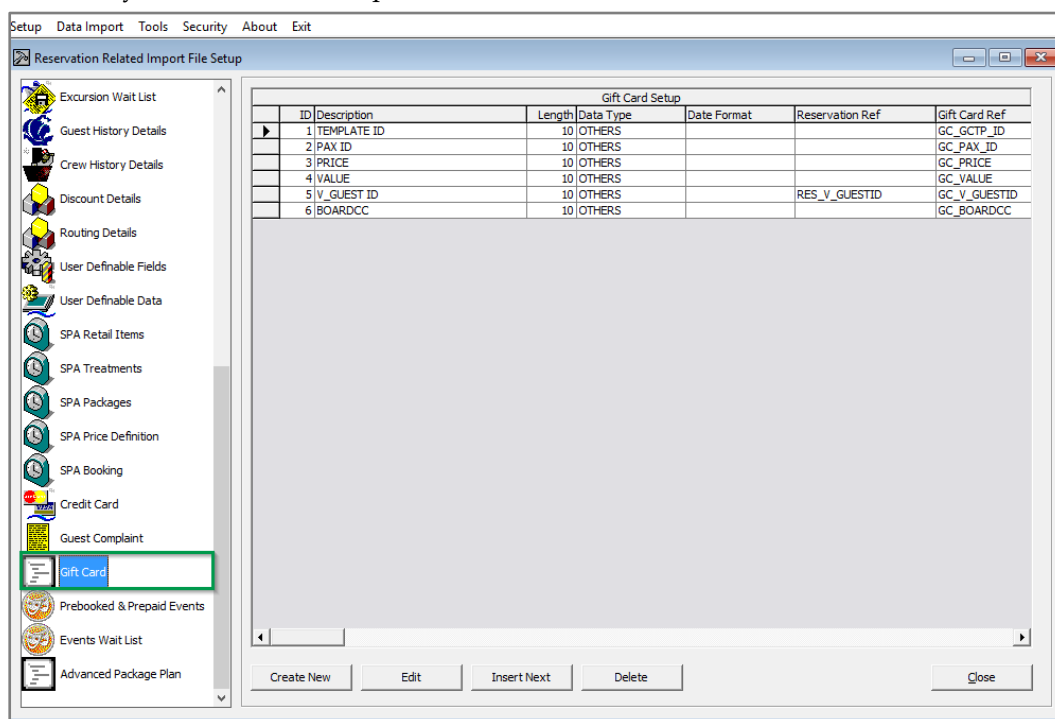 Setup Data Import Tools Security About Exit
Reservation Related Import File Setup
Excursion Wait List
Guest History Details
Crew History Details
Discount Details
Routing Details
User Definable Fields
User Definable Data
SPA Retail Items
SPA Treatments
SPA Packages
SPA Price Definition
SPA Booking
Credit Card
Guest Complaint
Gift Card
Prebooked & Prepaid Events
Events Wait List
Advanced Package Plan
Gift Card Setup
ID Description Length Data Type Date Format Reservation Ref Gift Card Ref
1 TEMPLATE ID 10 OTHERS GC_GCTP_ID
2 PAX ID 10 OTHERS GC_PAX_ID
3 PRICE 10 OTHERS GC_PRICE
4 VALUE 10 OTHERS GC_VALUE
5 V_GUEST ID 10 OTHERS RES_V_GUESTID GC_V_GUESTID
6 BOARDCC 10 OTHERS GC_BOARDCC
Create New Edit Insert Next Delete Close